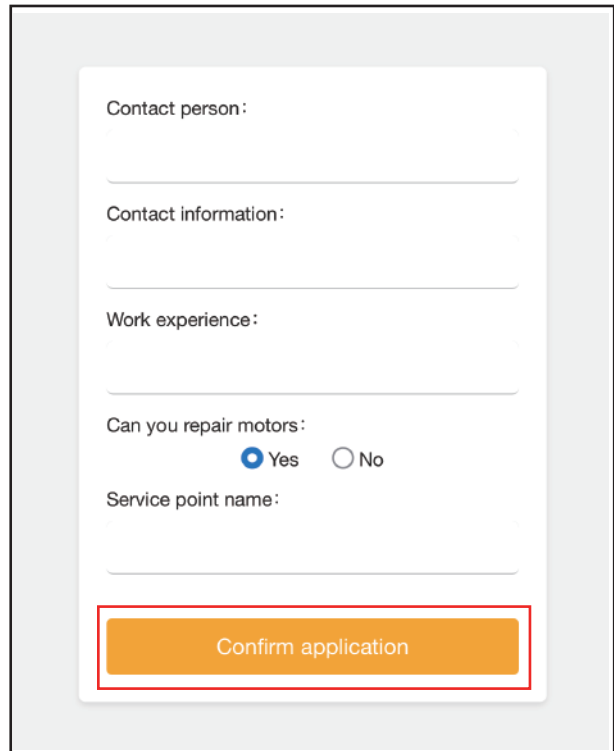 Contact person:
Contact information:
Work experience:
Can you repair motors:
Yes No
Service point name:
Confirm application